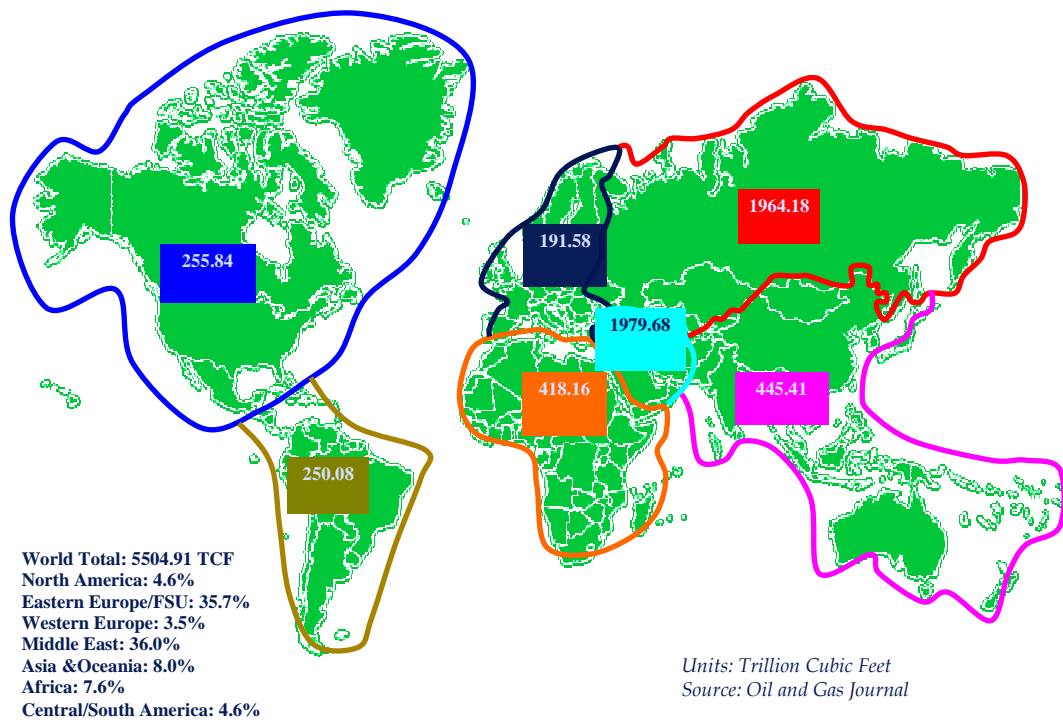 1964.18
191.58
255.84
1979.68
418.16
445.41
250.08
World Total: 5504.91 TCF
North America: 4.6%
Eastern Europe/FSU: 35.7%
Western Europe: 3.5%
Middle East: 36.0%
Asia &Oceania: 8.0%
Africa: 7.6%
Central/South America: 4.6%
Units: Trillion Cubic Feet
Source: Oil and Gas Journal